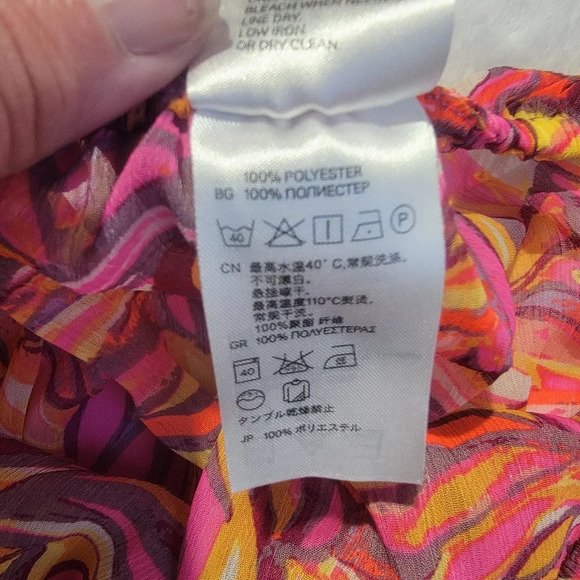 BLEACH WHEN NEEDED
LINE DRY.
LOW IRON.
OR DRY CLEAN.
100% POLYESTER
BG 100% ПОЛИЕСТЕР
40 P
CN 最高水温40°C,常规洗涤.
不可漂白.
悬挂晾干.
最高温度110°C熨烫.
常规干洗.
100%聚酯 纤维
GR 100% ΠΟΛΥΕΣΤΕΡΑΣ
40
タンブル乾燥禁止
JP 100% ポリエステル